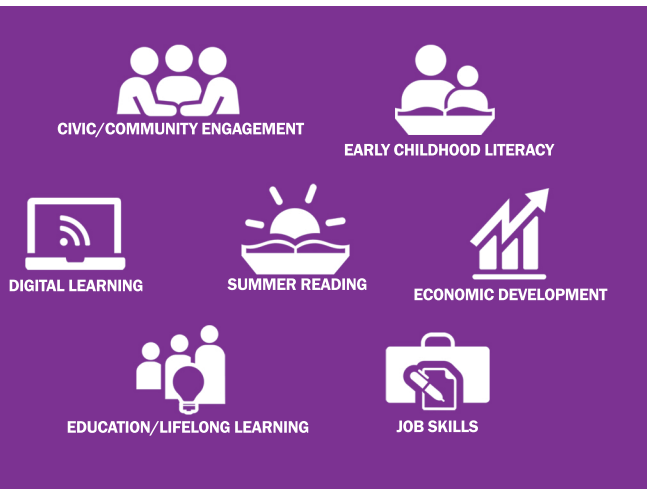 CIVIC/COMMUNITY ENGAGEMENT
EARLY CHILDHOOD LITERACY
DIGITAL LEARNING
SUMMER READING
ECONOMIC DEVELOPMENT
EDUCATION/LIFELONG LEARNING
JOB SKILLS